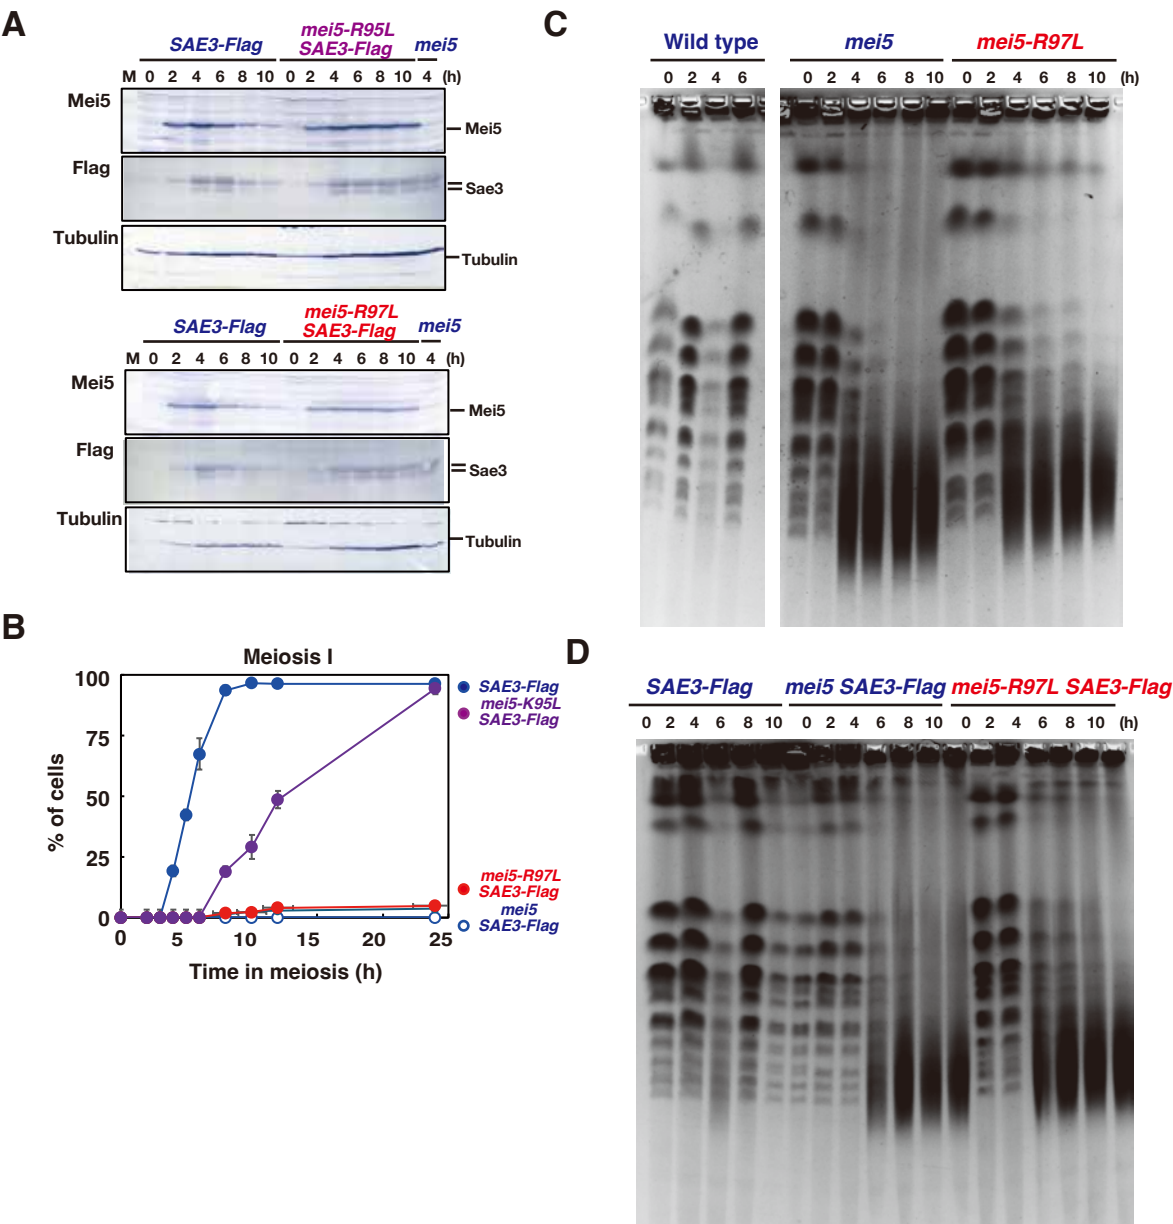 A
SAE3-Flag
mei5-R95L
SAE3-Flag
mei5
M 0 2 4 6 8 10 0 2 4 6 8 10 4 (h)
Mei5
Mei5
Flag
Sae3
Tubulin
Tubulin
SAE3-Flag
mei5-R97L
SAE3-Flag
mei5
M 0 2 4 6 8 10 0 2 4 6 8 10 4 (h)
Mei5
Mei5
Flag
Sae3
Tubulin
Tubulin
B
Meiosis I
100
75
50
25
0
% of cells
0 5 10 15 20 25
Time in meiosis (h)
SAE3-Flag
mei5-K95L
SAE3-Flag
mei5-R97L
SAE3-Flag
mei5
SAE3-Flag
C
Wild type
mei5
mei5-R97L
0 2 4 6 0 2 4 6 8 10 0 2 4 6 8 10 (h)
D
SAE3-Flag
mei5 SAE3-Flag
mei5-R97L SAE3-Flag
0 2 4 6 8 10 0 2 4 6 8 10 0 2 4 6 8 10 (h)